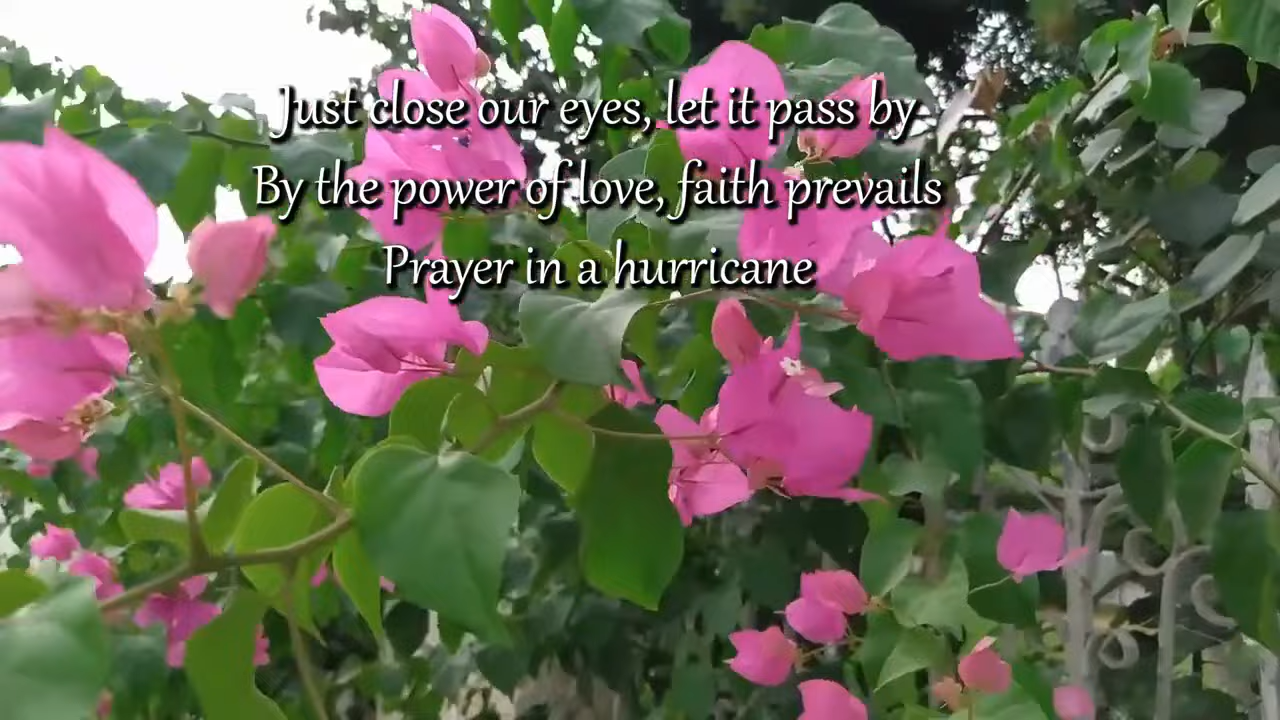 Just close our eyes, let it pass by
By the power of love, faith prevails
Prayer in a hurricane